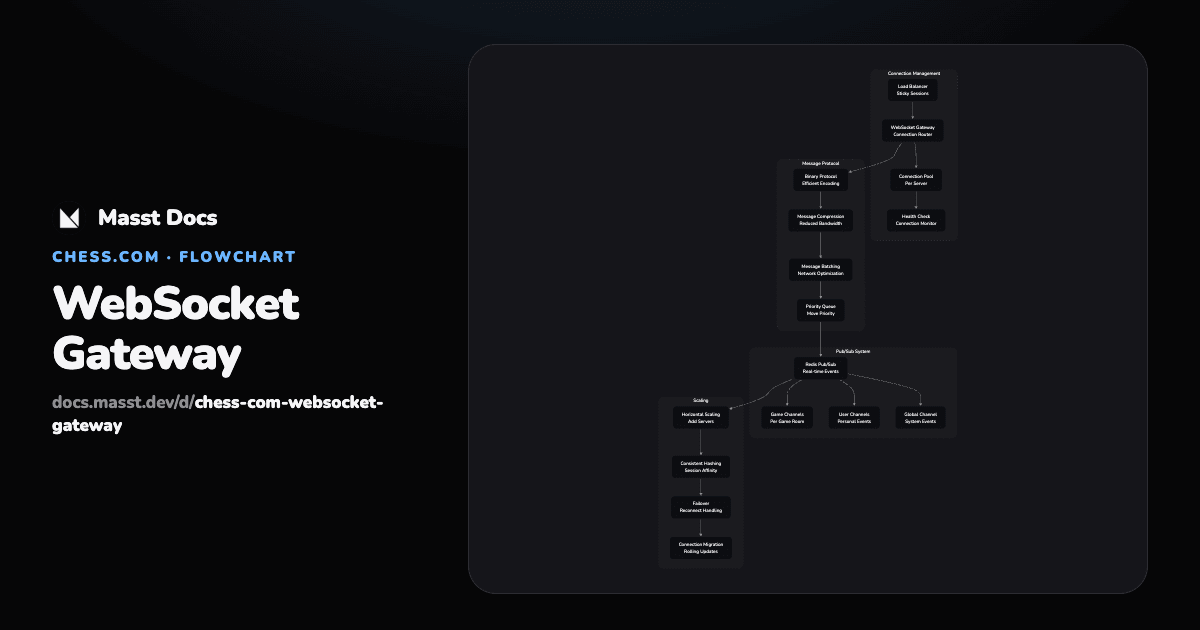 Masst Docs
CHESS.COM · FLOWCHART
WebSocket
Gateway
docs.masst.dev/d/chess-com-websocket-
gateway
Connection Management
Load Balancer
Sticky Sessions
WebSocket Gateway
Connection Router
Connection Pool
Per Server
Health Check
Connection Monitor
Message Protocol
Binary Protocol
Efficient Encoding
Message Compression
Reduced Bandwidth
Message Batching
Network Optimization
Priority Queue
Move Priority
Pub/Sub System
Redis Pub/Sub
Real-time Events
Game Channels
Per Game Room
User Channels
Personal Events
Global Channel
System Events
Scaling
Horizontal Scaling
Add Servers
Consistent Hashing
Session Affinity
Failover
Reconnect Handling
Connection Migration
Rolling Updates